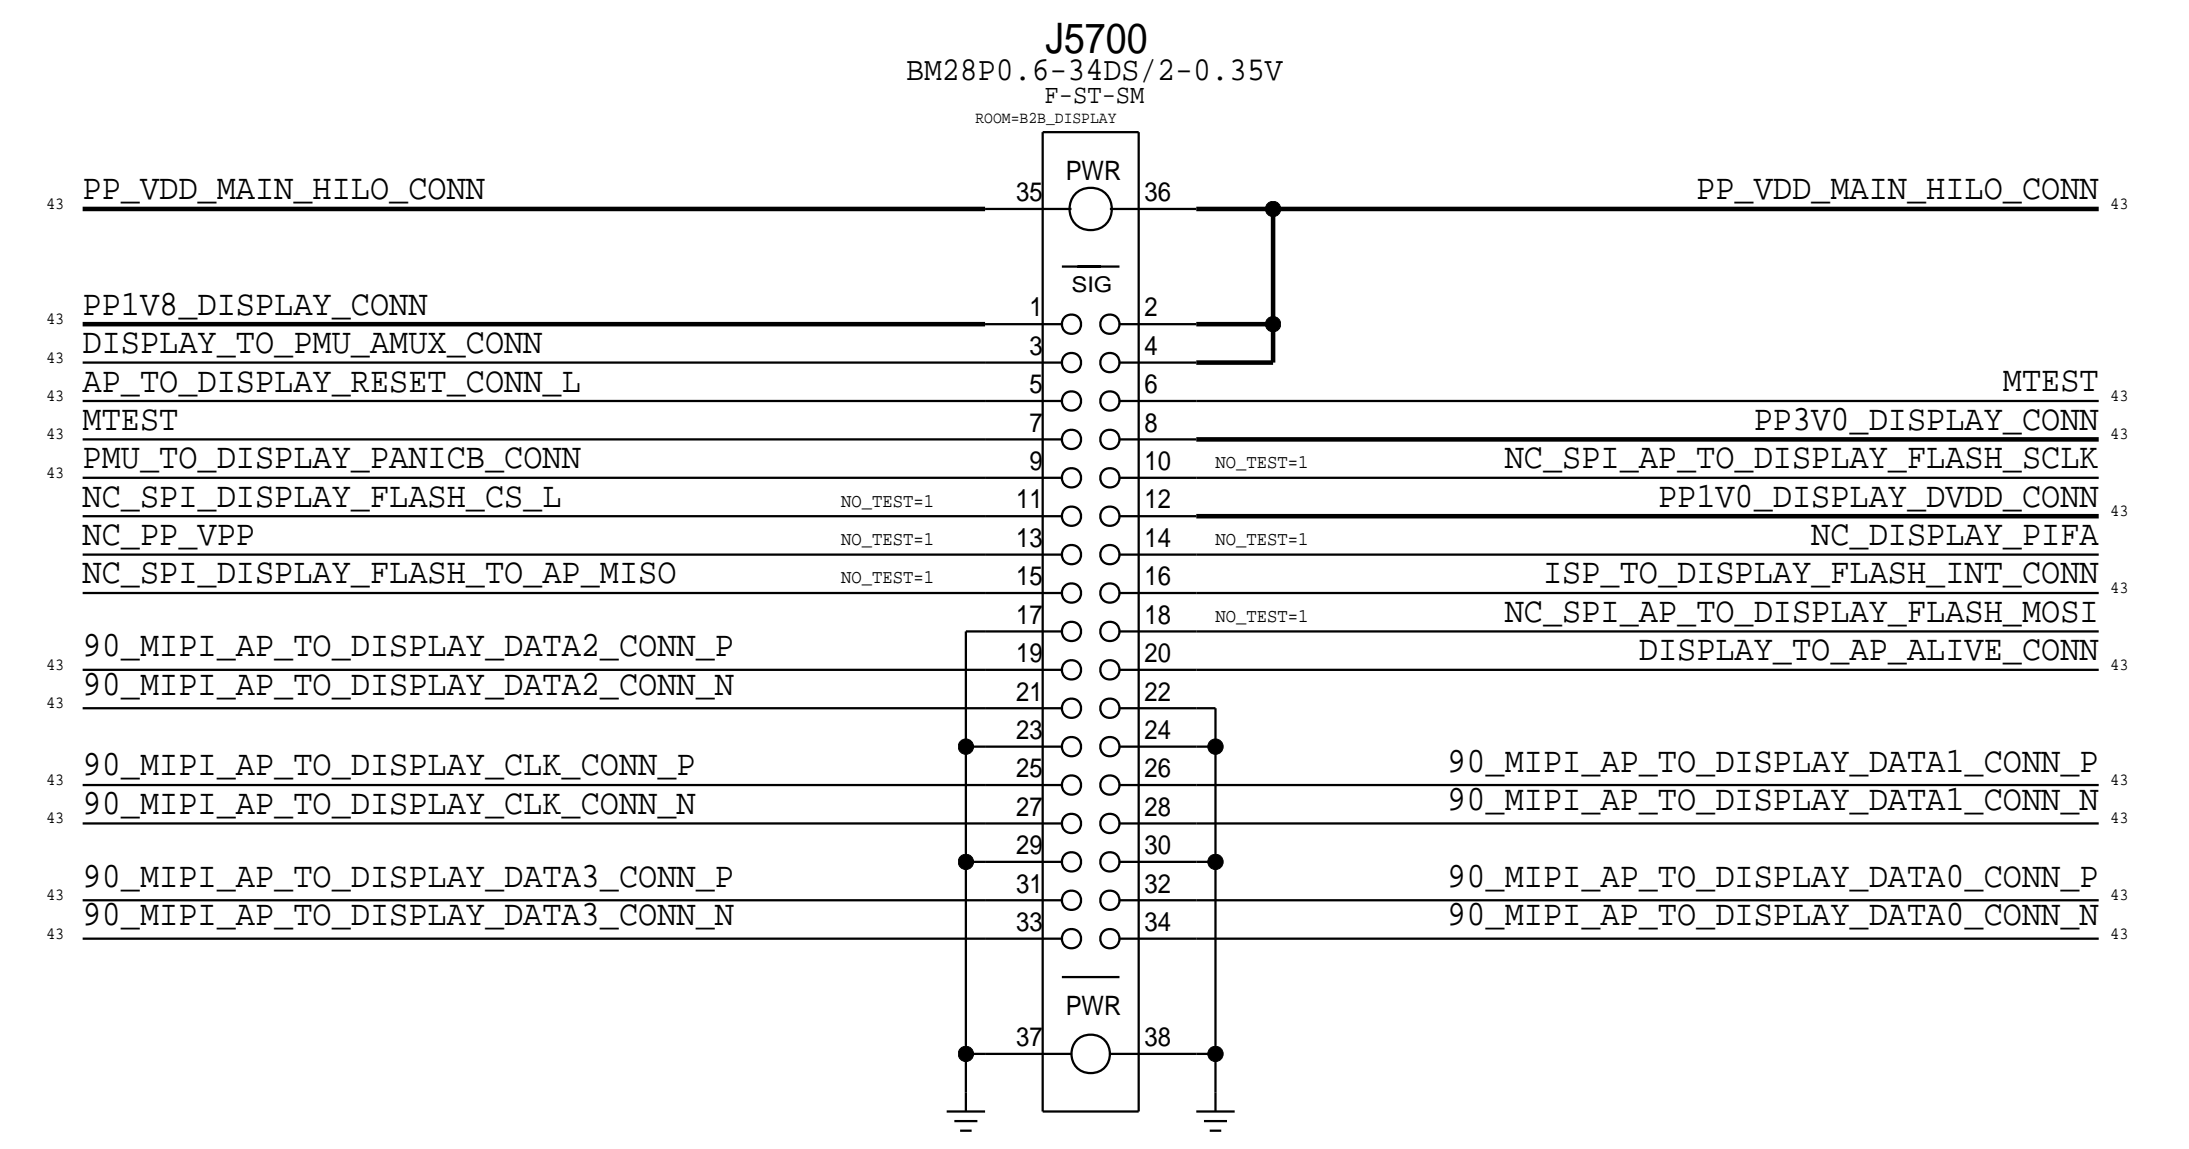 J5700
BM28P0.6-34DS/2-0.35V
F-ST-SM
ROOM=B2B_DISPLAY
PWR
43 PP_VDD_MAIN_HILO_CONN 35 36 PP_VDD_MAIN_HILO_CONN 43
SIG
43 PP1V8_DISPLAY_CONN 1 2
43 DISPLAY_TO_PMU_AMUX_CONN 3 4
43 AP_TO_DISPLAY_RESET_CONN_L 5 6 MTEST 43
43 MTEST 7 8 PP3V0_DISPLAY_CONN 43
43 PMU_TO_DISPLAY_PANICB_CONN 9 10 NO_TEST=1 NC_SPI_AP_TO_DISPLAY_FLASH_SCLK
NC_SPI_DISPLAY_FLASH_CS_L NO_TEST=1 11 12 PP1V0_DISPLAY_DVDD_CONN 43
NC_PP_VPP NO_TEST=1 13 14 NO_TEST=1 NC_DISPLAY_PIFA
NC_SPI_DISPLAY_FLASH_TO_AP_MISO NO_TEST=1 15 16 ISP_TO_DISPLAY_FLASH_INT_CONN 43
17 18 NO_TEST=1 NC_SPI_AP_TO_DISPLAY_FLASH_MOSI
43 90_MIPI_AP_TO_DISPLAY_DATA2_CONN_P 19 20 DISPLAY_TO_AP_ALIVE_CONN 43
43 90_MIPI_AP_TO_DISPLAY_DATA2_CONN_N 21 22
23 24
43 90_MIPI_AP_TO_DISPLAY_CLK_CONN_P 25 26 90_MIPI_AP_TO_DISPLAY_DATA1_CONN_P 43
43 90_MIPI_AP_TO_DISPLAY_CLK_CONN_N 27 28 90_MIPI_AP_TO_DISPLAY_DATA1_CONN_N 43
29 30
43 90_MIPI_AP_TO_DISPLAY_DATA3_CONN_P 31 32 90_MIPI_AP_TO_DISPLAY_DATA0_CONN_P 43
43 90_MIPI_AP_TO_DISPLAY_DATA3_CONN_N 33 34 90_MIPI_AP_TO_DISPLAY_DATA0_CONN_N 43
PWR
37 38